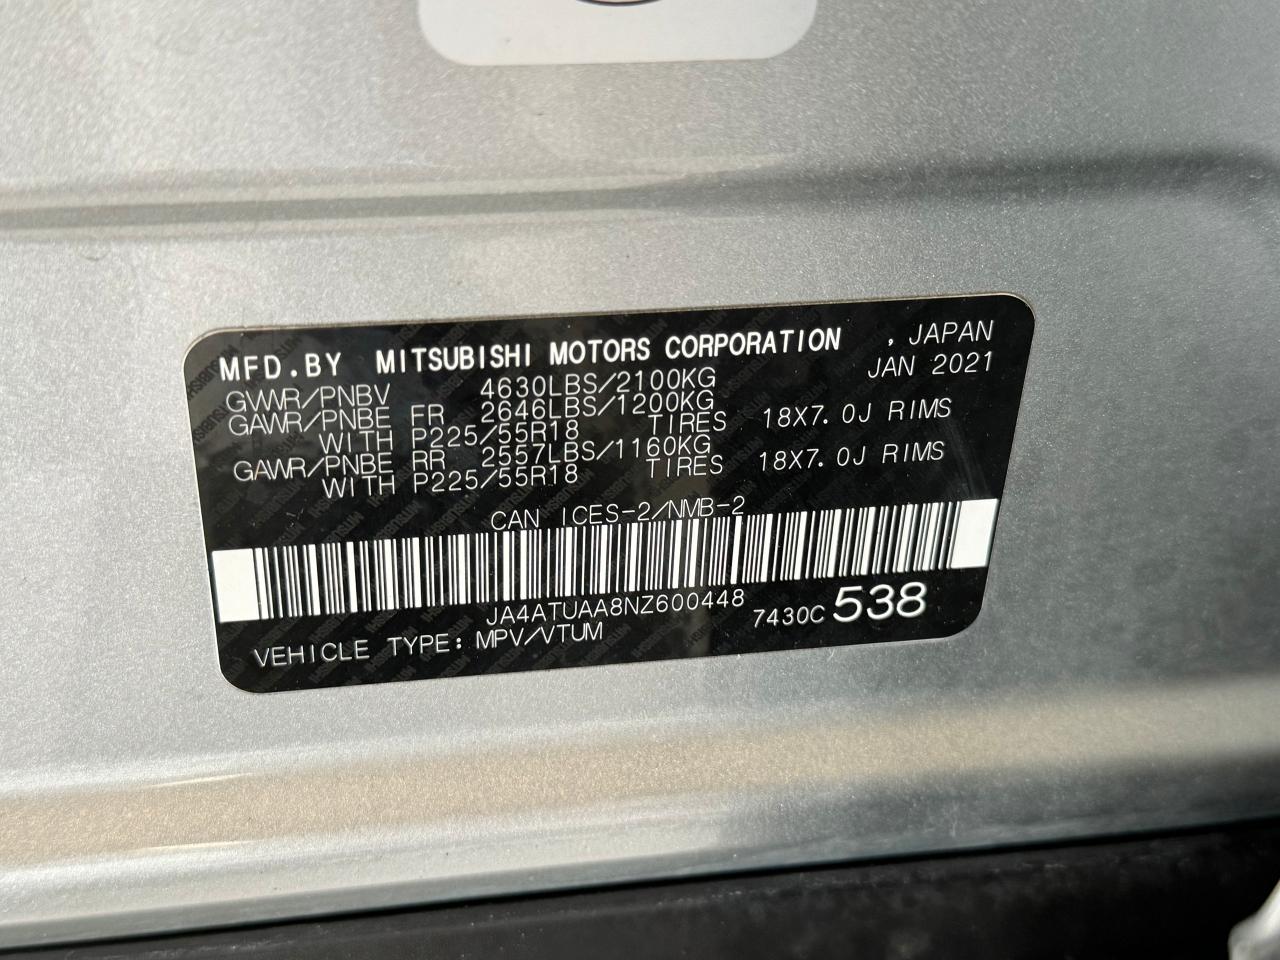 MFD.BY MITSUBISHI MOTORS CORPORATION , JAPAN
JAN 2021
GVWR/PNBV 4630LBS/2100KG
GAWR/PNBE FR 2646LBS/1200KG
WITH P225/55R18 TIRES 18X7.0J RIMS
GAWR/PNBE RR 2557LBS/1160KG
WITH P225/55R18 TIRES 18X7.0J RIMS
CAN ICES-2/NMB-2
JA4ATUAA8NZ600448
7430C 538
VEHICLE TYPE: MPV/VTUM